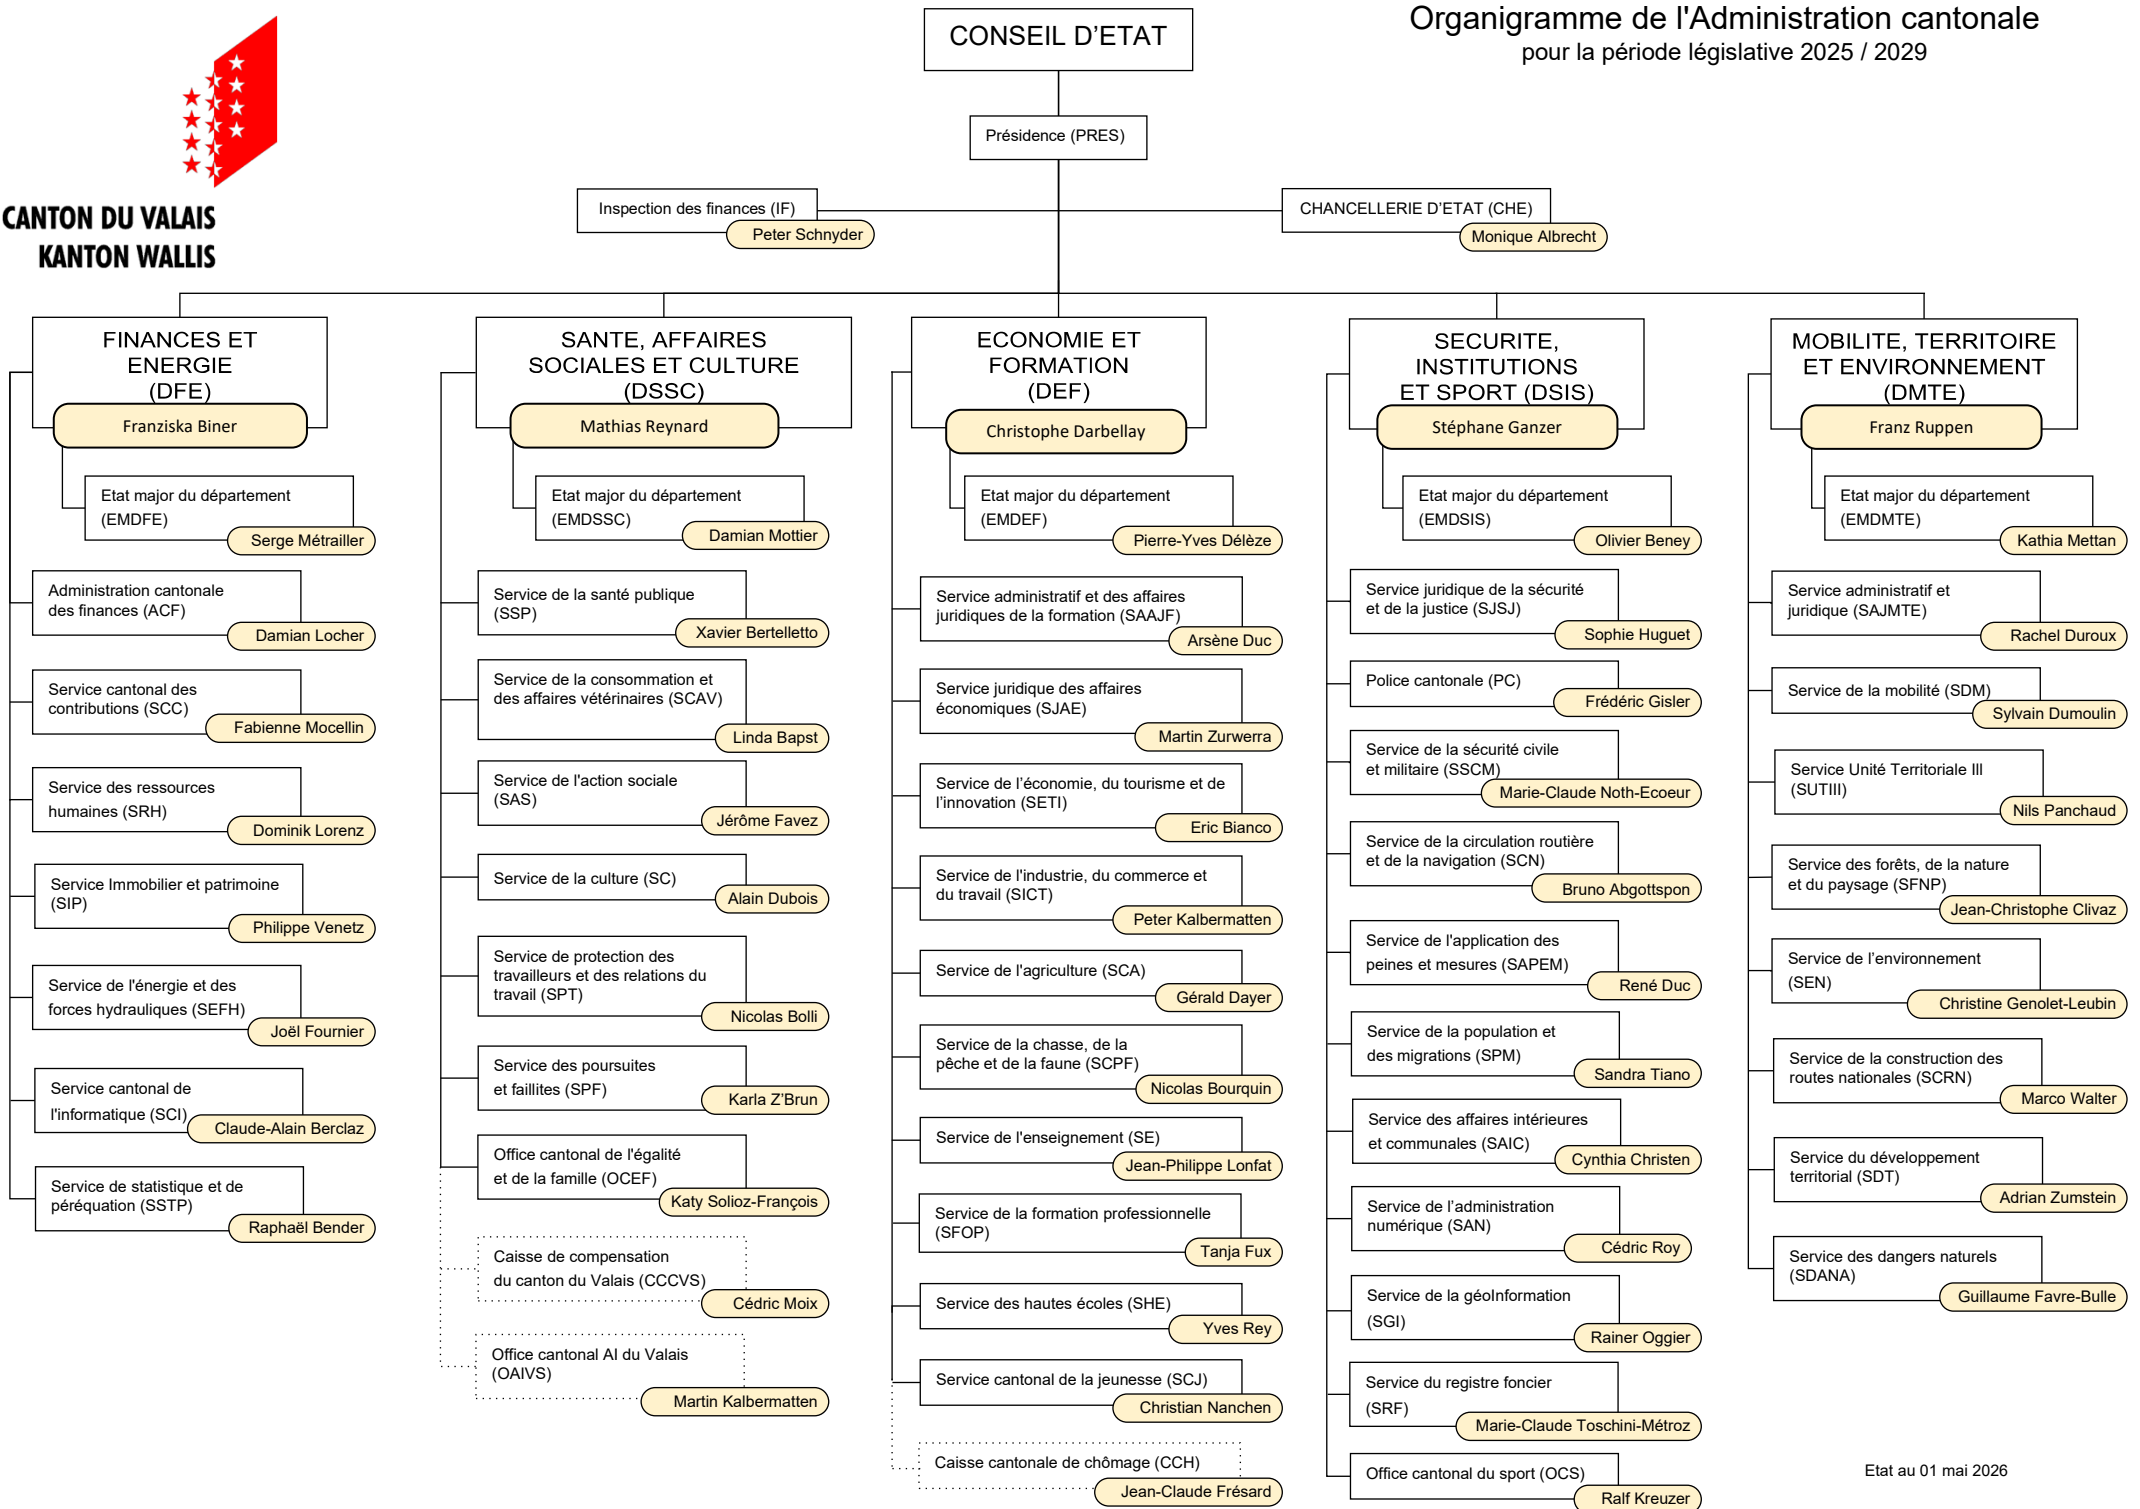 Organigramme de l'Administration cantonale
pour la période législative 2025 / 2029
CANTON DU VALAIS
KANTON WALLIS
CONSEIL D'ETAT
Présidence (PRES)
Inspection des finances (IF)
Peter Schnyder
CHANCELLERIE D'ETAT (CHE)
Monique Albrecht
FINANCES ET
ENERGIE
(DFE)
Franziska Biner
Etat major du département
(EMDFE)
Serge Métrailler
Administration cantonale
des finances (ACF)
Damian Locher
Service cantonal des
contributions (SCC)
Fabienne Mocellin
Service des ressources
humaines (SRH)
Dominik Lorenz
Service Immobilier et patrimoine
(SIP)
Philippe Venetz
Service de l'énergie et des
forces hydrauliques (SEFH)
Joël Fournier
Service cantonal de
l'informatique (SCI)
Claude-Alain Berclaz
Service de statistique et de
péréquation (SSTP)
Raphaël Bender
SANTE, AFFAIRES
SOCIALES ET CULTURE
(DSSC)
Mathias Reynard
Etat major du département
(EMDSSC)
Damian Mottier
Service de la santé publique
(SSP)
Xavier Bertelletto
Service de la consommation et
des affaires vétérinaires (SCAV)
Linda Bapst
Service de l'action sociale
(SAS)
Jérôme Favez
Service de la culture (SC)
Alain Dubois
Service de protection des
travailleurs et des relations du
travail (SPT)
Nicolas Bolli
Service des poursuites
et faillites (SPF)
Karla Z'Brun
Office cantonal de l'égalité
et de la famille (OCEF)
Katy Solioz-François
Caisse de compensation
du canton du Valais (CCCVS)
Cédric Moix
Office cantonal AI du Valais
(OAIVS)
Martin Kalbermatten
ECONOMIE ET
FORMATION
(DEF)
Christophe Darbellay
Etat major du département
(EMDEF)
Pierre-Yves Délèze
Service administratif et des affaires
juridiques de la formation (SAAJF)
Arsène Duc
Service juridique des affaires
économiques (SJAE)
Martin Zurwerra
Service de l'économie, du tourisme et de
l'innovation (SETI)
Eric Bianco
Service de l'industrie, du commerce et
du travail (SICT)
Peter Kalbermatten
Service de l'agriculture (SCA)
Gérald Dayer
Service de la chasse, de la
pêche et de la faune (SCPF)
Nicolas Bourquin
Service de l'enseignement (SE)
Jean-Philippe Lonfat
Service de la formation professionnelle
(SFOP)
Tanja Fux
Service des hautes écoles (SHE)
Yves Rey
Service cantonal de la jeunesse (SCJ)
Christian Nanchen
Caisse cantonale de chômage (CCH)
Jean-Claude Frésard
SECURITE,
INSTITUTIONS
ET SPORT (DSIS)
Stéphane Ganzer
Etat major du département
(EMDSIS)
Olivier Beney
Service juridique de la sécurité
et de la justice (SJSJ)
Sophie Huguet
Police cantonale (PC)
Frédéric Gisler
Service de la sécurité civile
et militaire (SSCM)
Marie-Claude Noth-Ecoeur
Service de la circulation routière
et de la navigation (SCN)
Bruno Abgottspon
Service de l'application des
peines et mesures (SAPEM)
René Duc
Service de la population et
des migrations (SPM)
Sandra Tiano
Service des affaires intérieures
et communales (SAIC)
Cynthia Christen
Service de l'administration
numérique (SAN)
Cédric Roy
Service de la géoInformation
(SGI)
Rainer Oggier
Service du registre foncier
(SRF)
Marie-Claude Toschini-Métroz
Office cantonal du sport (OCS)
Ralf Kreuzer
MOBILITE, TERRITOIRE
ET ENVIRONNEMENT
(DMTE)
Franz Ruppen
Etat major du département
(EMDMTE)
Kathia Mettan
Service administratif et
juridique (SAJMTE)
Rachel Duroux
Service de la mobilité (SDM)
Sylvain Dumoulin
Service Unité Territoriale III
(SUTIII)
Nils Panchaud
Service des forêts, de la nature
et du paysage (SFNP)
Jean-Christophe Clivaz
Service de l'environnement
(SEN)
Christine Genolet-Leubin
Service de la construction des
routes nationales (SCRN)
Marco Walter
Service du développement
territorial (SDT)
Adrian Zumstein
Service des dangers naturels
(SDANA)
Guillaume Favre-Bulle
Etat au 01 mai 2026